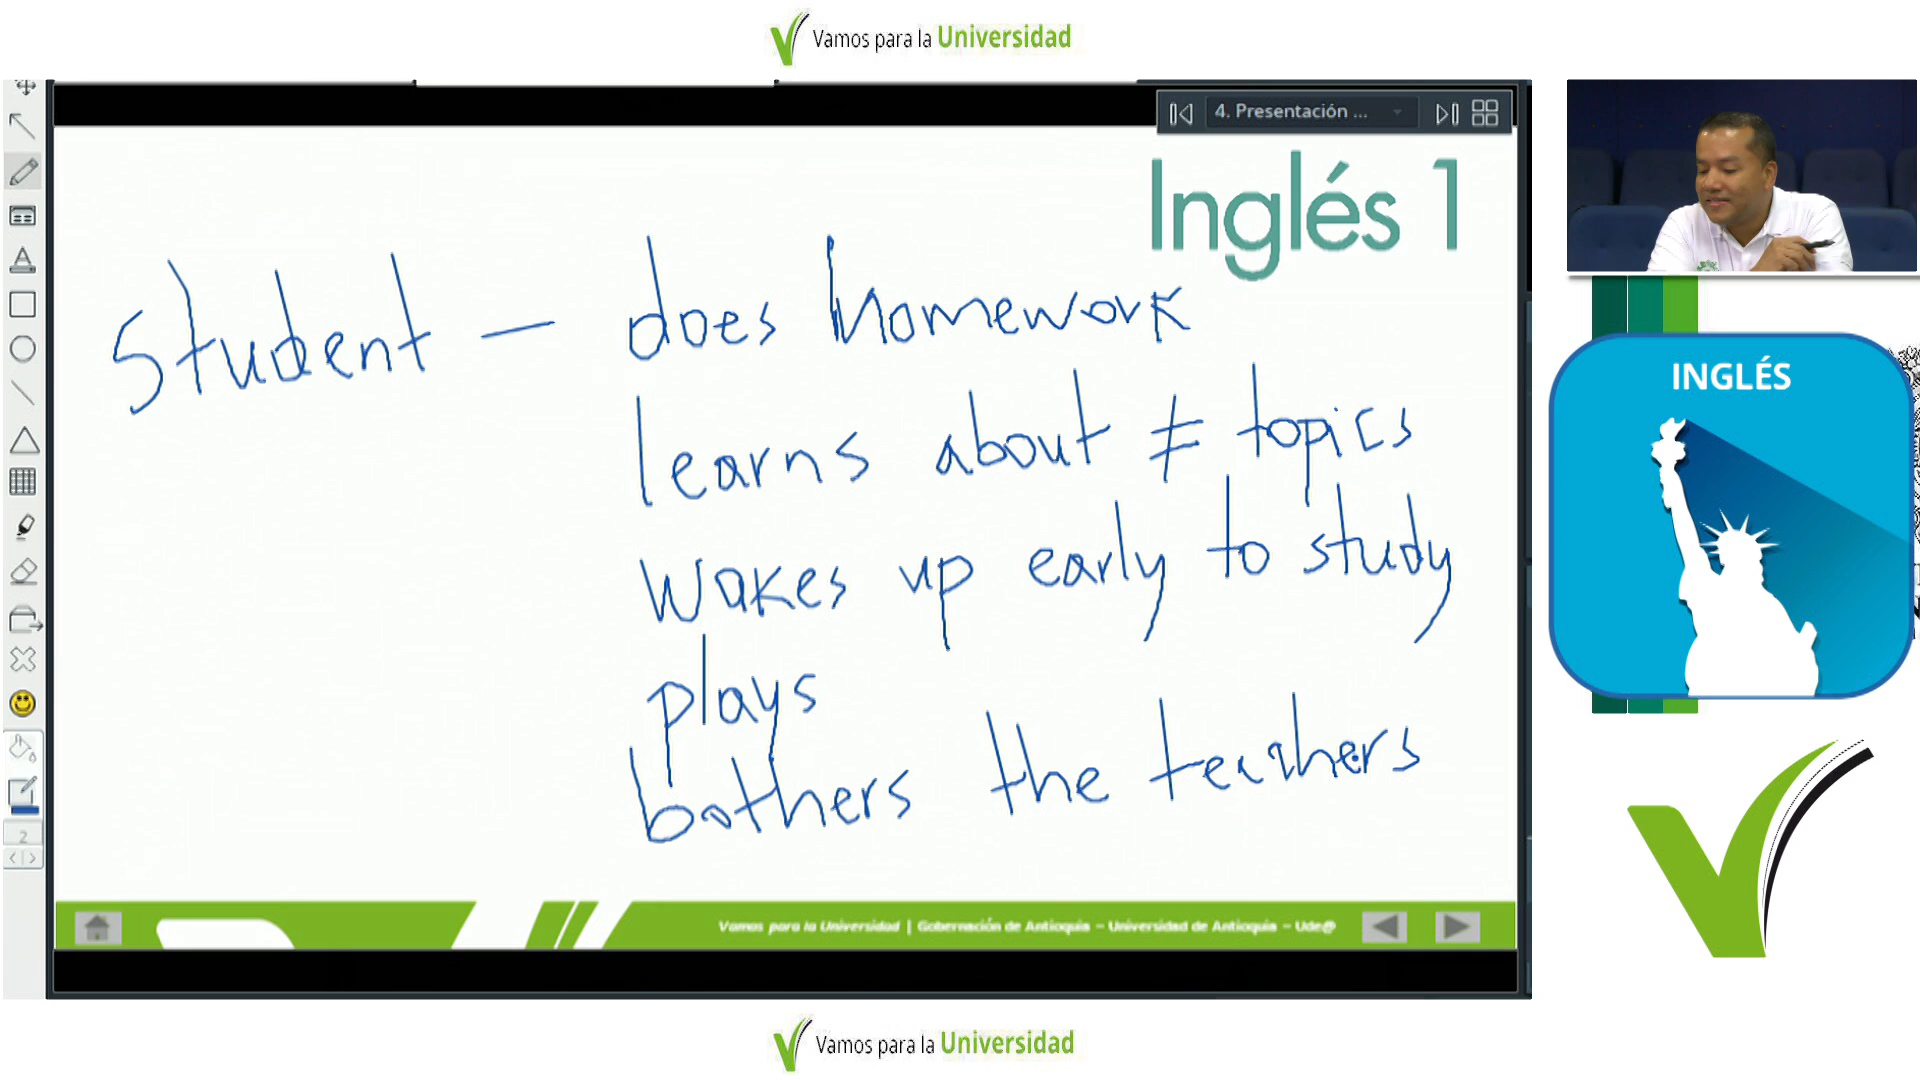 Vamos para la Universidad
4. Presentación ...
Inglés 1
Student — does homework
learns about ≠ topics
wakes up early to study
plays
bothers the teachers
INGLÉS
2
Vamos para la Universidad | Gobernación de Antioquia – Universidad de Antioquia – Ude@
Vamos para la Universidad